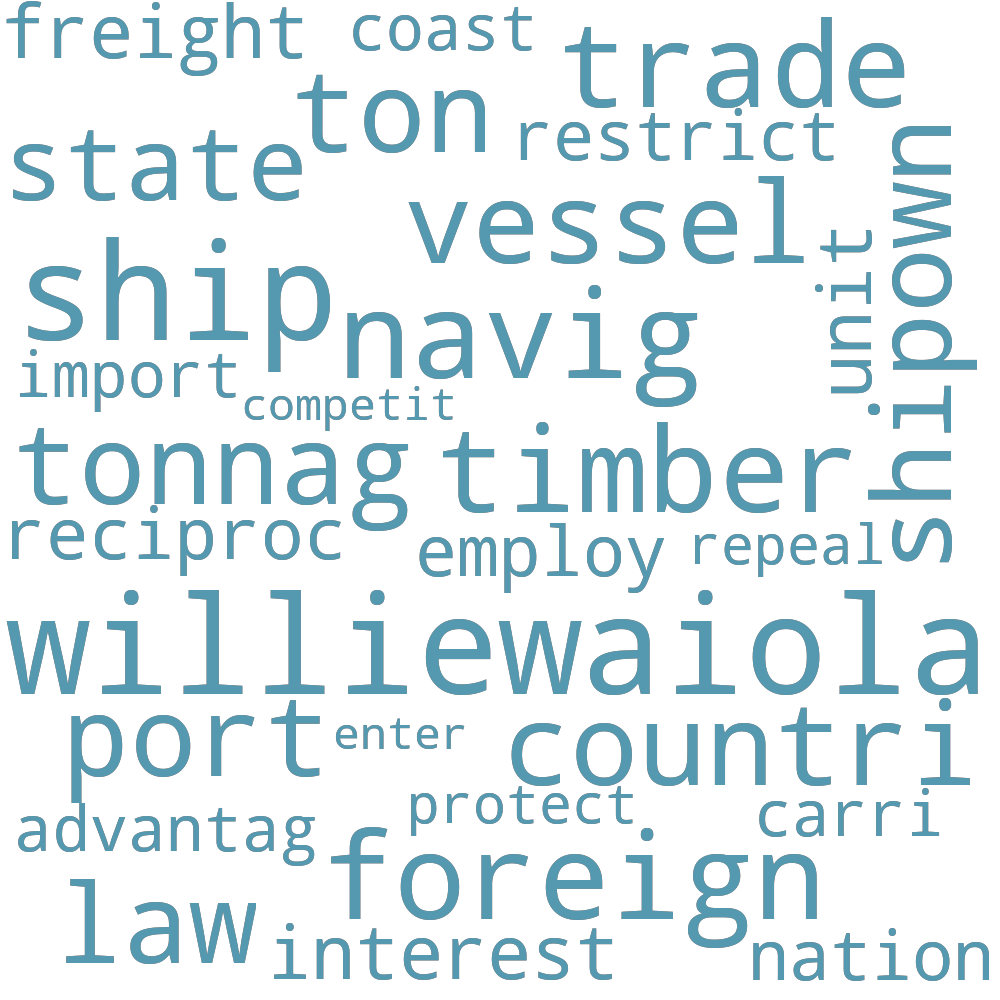 freight coast trade
ton restrict
state
vessel
shipown
unit
ship navig
import
competit
tonnag timber
reciproc employ repeal
williewaiola
port enter countri
protect carri
advantag
foreign
law interest nation